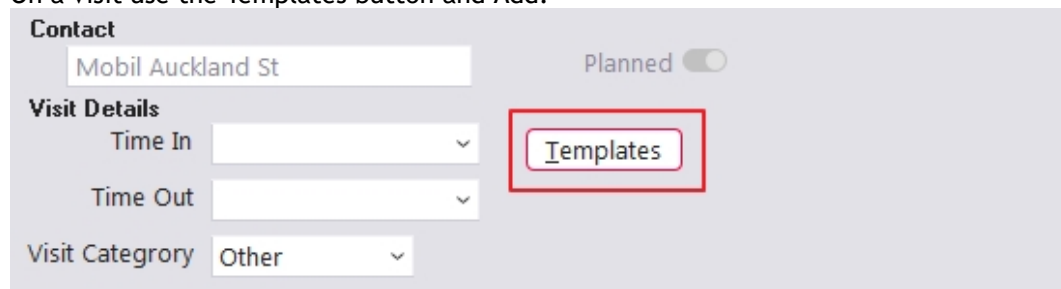 On a visit use the Templates button and Add.
Contact
Mobil Auckland St Planned
Visit Details
Time In Templates
Time Out
Visit Categrory Other